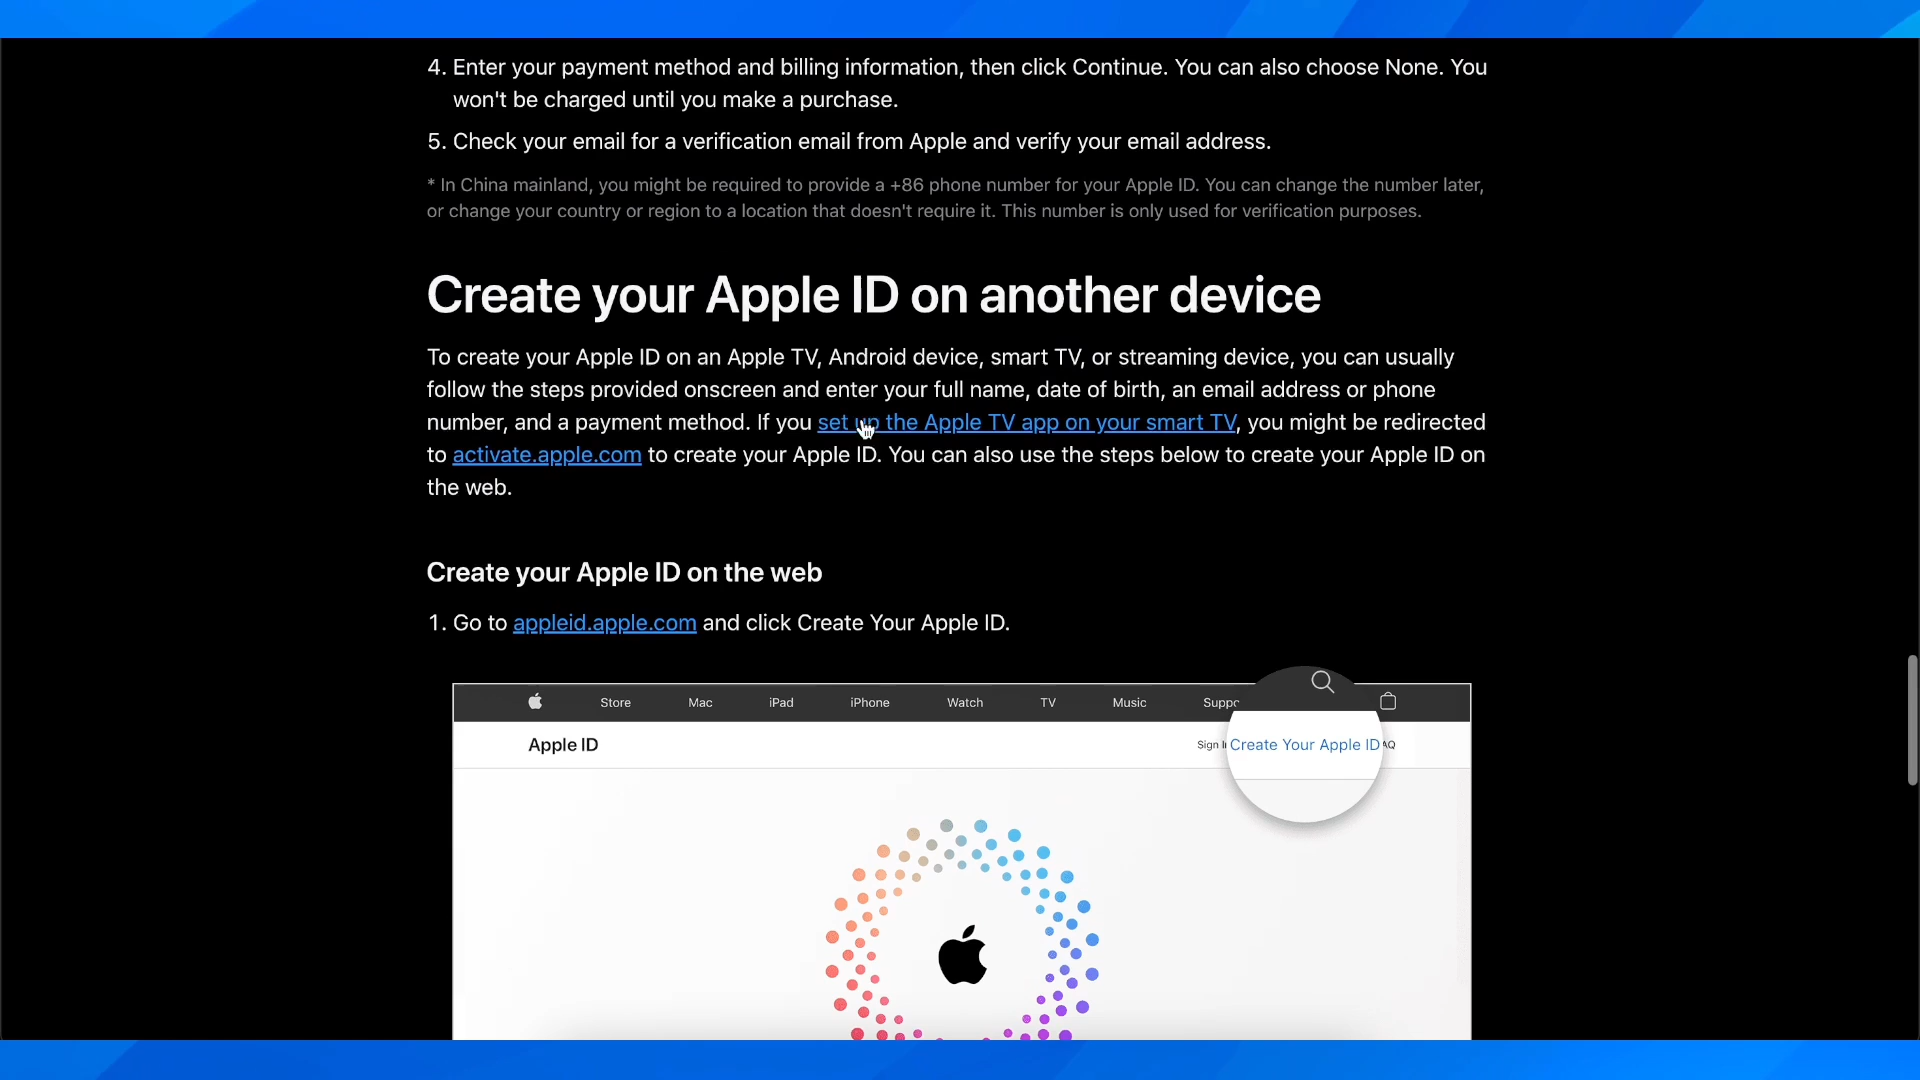 4. Enter your payment method and billing information, then click Continue. You can also choose None. You
won't be charged until you make a purchase.
5. Check your email for a verification email from Apple and verify your email address.
* In China mainland, you might be required to provide a +86 phone number for your Apple ID. You can change the number later,
or change your country or region to a location that doesn't require it. This number is only used for verification purposes.
Create your Apple ID on another device
To create your Apple ID on an Apple TV, Android device, smart TV, or streaming device, you can usually
follow the steps provided onscreen and enter your full name, date of birth, an email address or phone
number, and a payment method. If you set up the Apple TV app on your smart TV, you might be redirected
to activate.apple.com to create your Apple ID. You can also use the steps below to create your Apple ID on
the web.
Create your Apple ID on the web
1. Go to appleid.apple.com and click Create Your Apple ID.
Store Mac iPad iPhone Watch TV Music Suppo
Apple ID Sign I Create Your Apple ID AQ